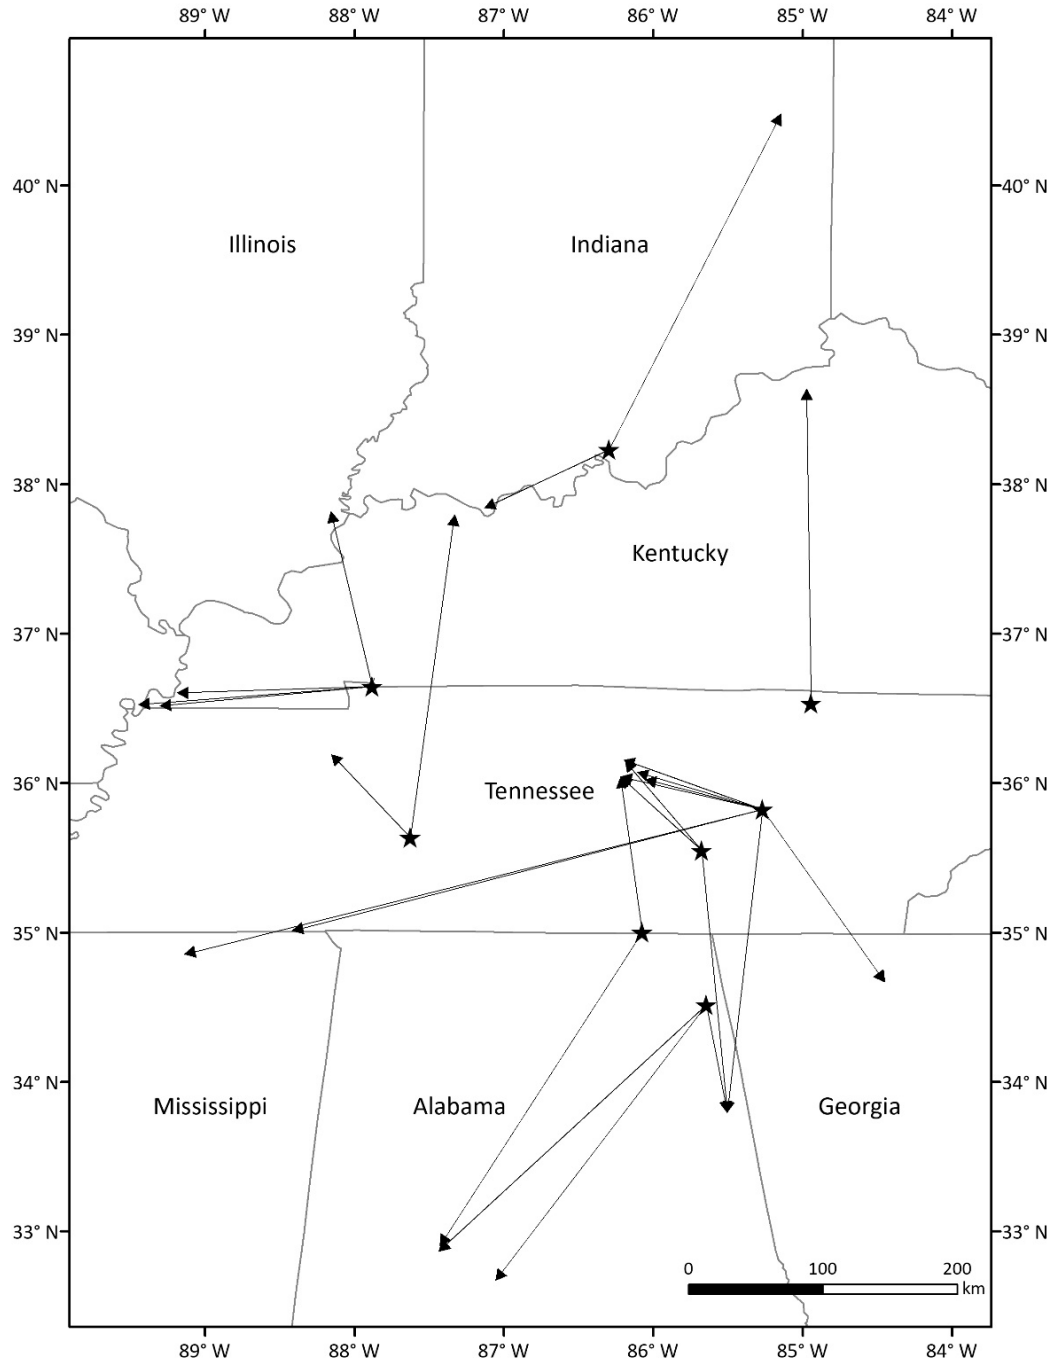 89° W 88° W 87° W 86° W 85° W 84° W
40° N 40° N
Illinois Indiana
39° N 39° N
38° N 38° N
Kentucky
37° N 37° N
36° N 36° N
Tennessee
35° N 35° N
34° N 34° N
Mississippi Alabama Georgia
33° N 33° N
0 100 200
km
89° W 88° W 87° W 86° W 85° W 84° W